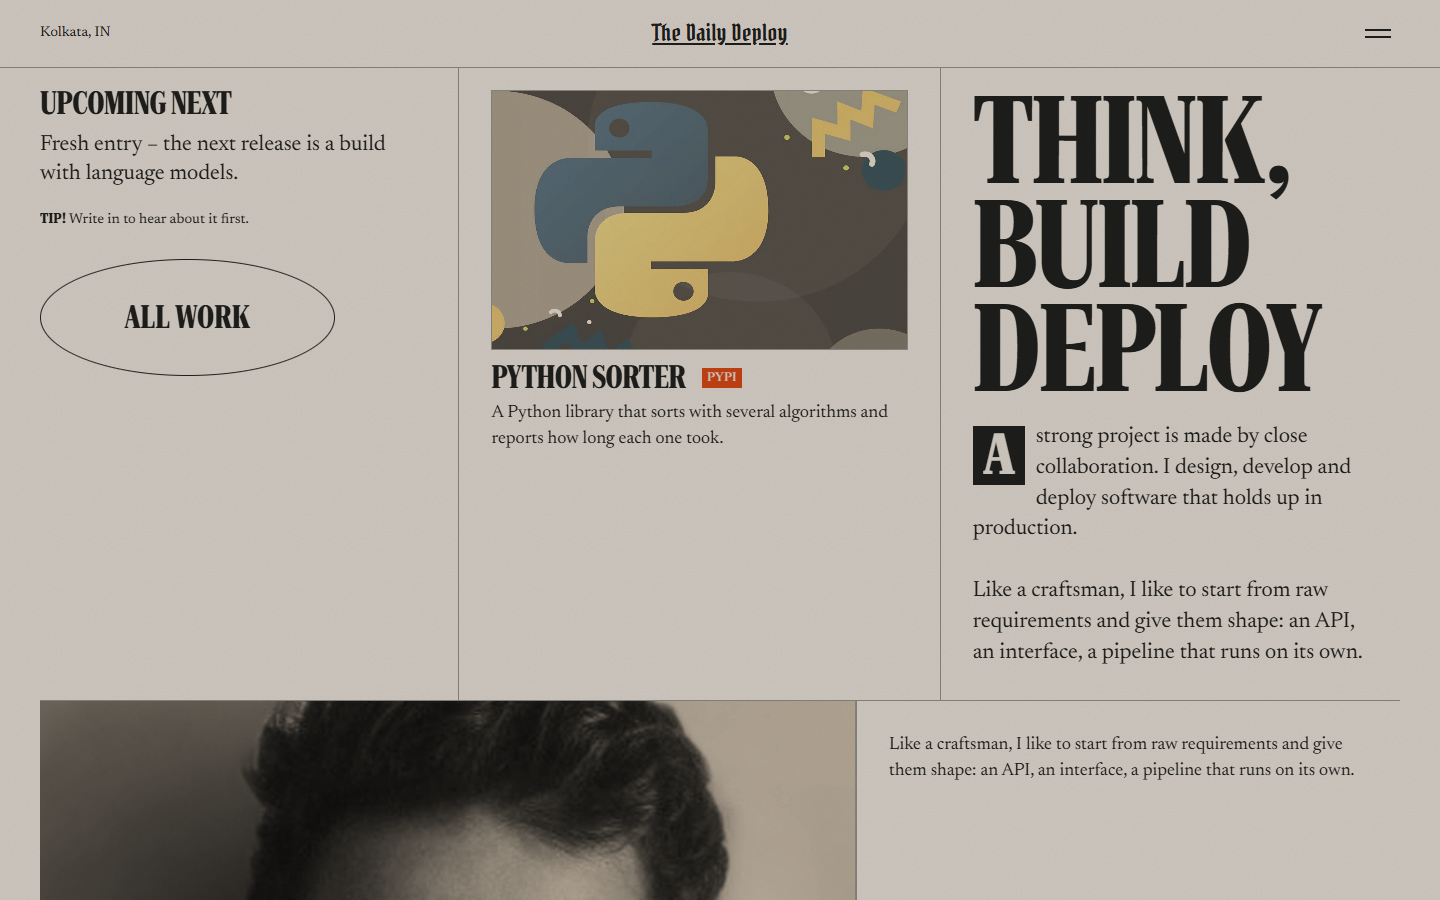 Kolkata, IN
The Daily Deploy
UPCOMING NEXT
Fresh entry – the next release is a build
with language models.
TIP! Write in to hear about it first.
ALL WORK
PYTHON SORTER PYPI
A Python library that sorts with several algorithms and
reports how long each one took.
THINK,
BUILD
DEPLOY
A strong project is made by close
collaboration. I design, develop and
deploy software that holds up in
production.
Like a craftsman, I like to start from raw
requirements and give them shape: an API,
an interface, a pipeline that runs on its own.
Like a craftsman, I like to start from raw requirements and give
them shape: an API, an interface, a pipeline that runs on its own.